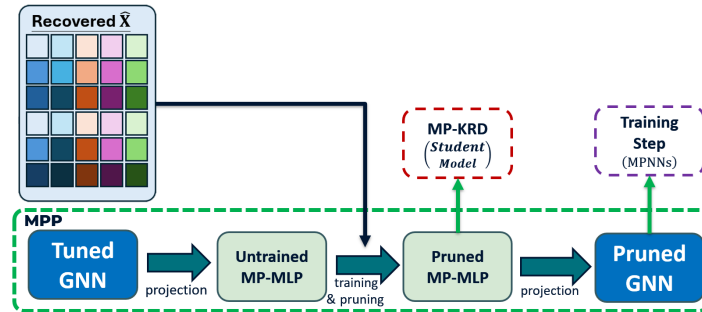 Recovered X̂
MP-KRD
(Student
Model)
Training
Step
(MPNNs)
MPP
Tuned
GNN
projection
Untrained
MP-MLP
training
& pruning
Pruned
MP-MLP
projection
Pruned
GNN